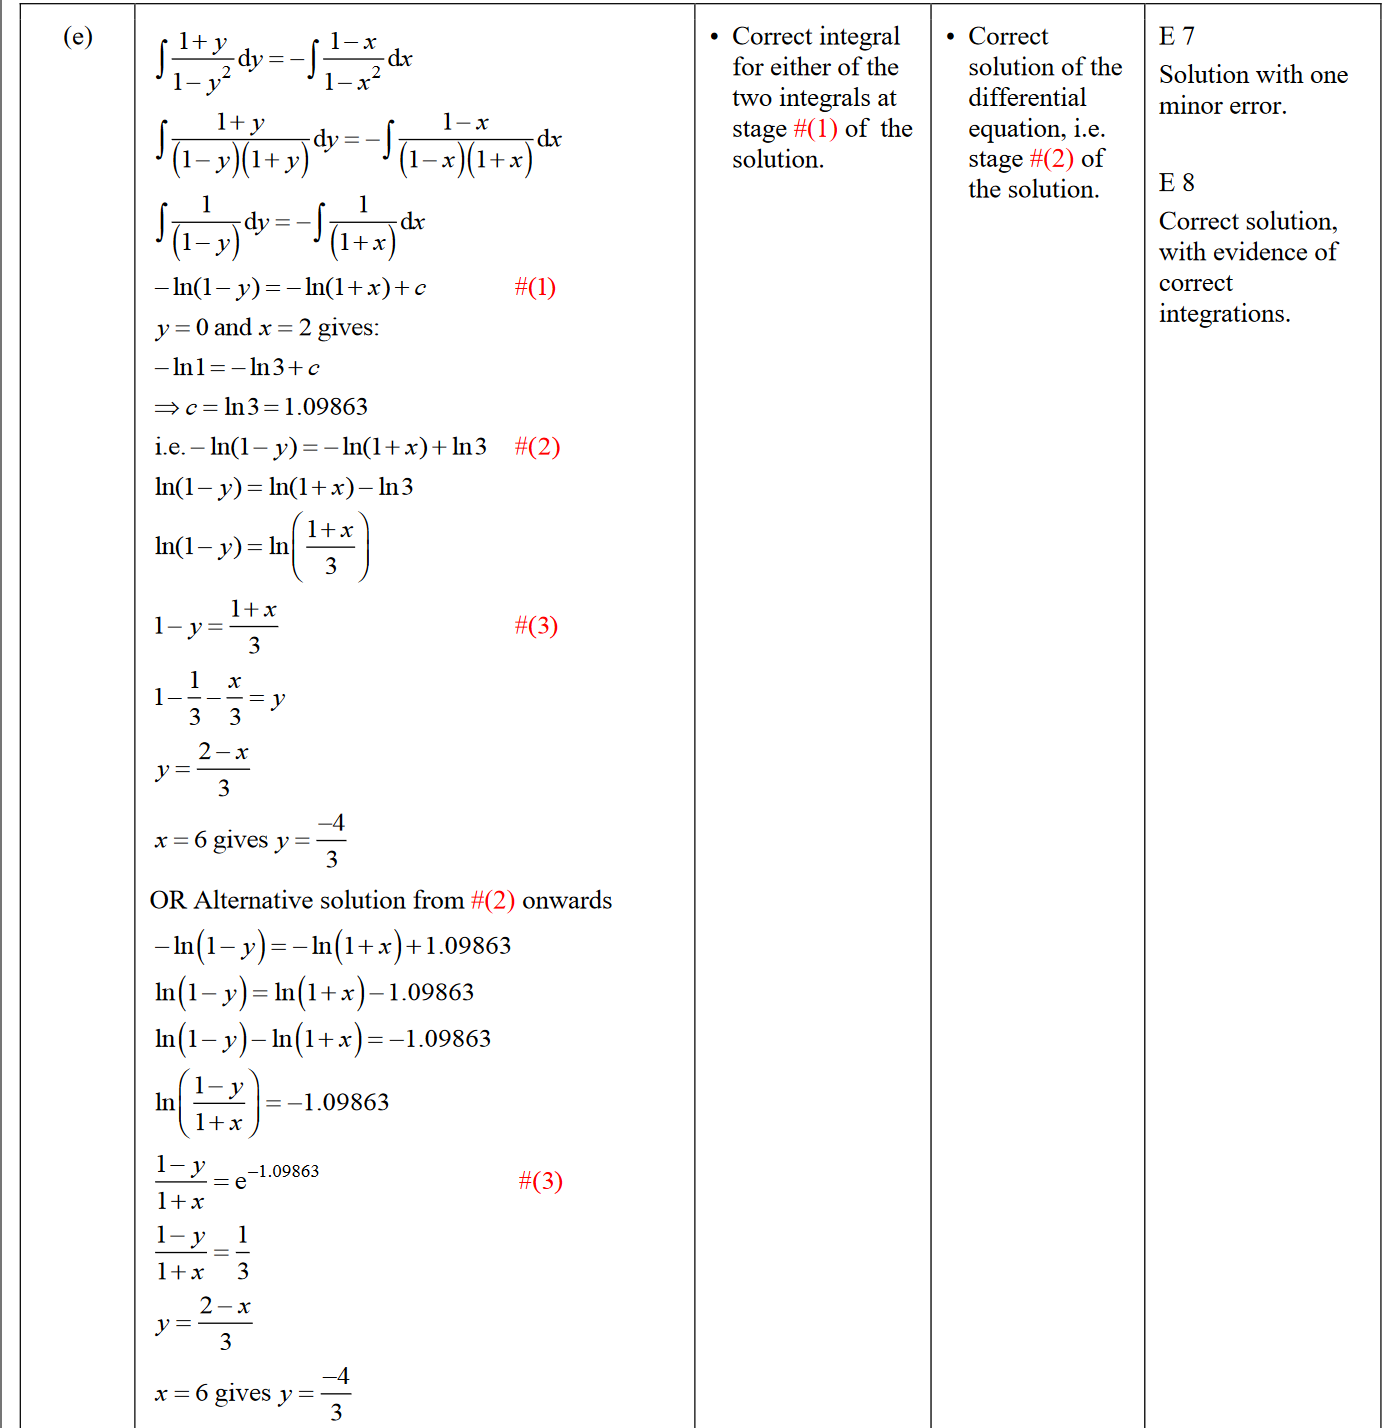 (e)
∫ (1+y)/(1−y²) dy = −∫ (1−x)/(1−x²) dx
∫ (1+y)/((1−y)(1+y)) dy = −∫ (1−x)/((1−x)(1+x)) dx
∫ 1/(1−y) dy = −∫ 1/(1+x) dx
−ln(1−y) = −ln(1+x)+c #(1)
y = 0 and x = 2 gives:
−ln1 = −ln3+c
⇒ c = ln3 = 1.09863
i.e. −ln(1−y) = −ln(1+x)+ln3 #(2)
ln(1−y) = ln(1+x)−ln3
ln(1−y) = ln((1+x)/3)
1−y = (1+x)/3 #(3)
1−1/3−x/3 = y
y = (2−x)/3
x = 6 gives y = −4/3
OR Alternative solution from #(2) onwards
−ln(1−y) = −ln(1+x)+1.09863
ln(1−y) = ln(1+x)−1.09863
ln(1−y)−ln(1+x) = −1.09863
ln((1−y)/(1+x)) = −1.09863
(1−y)/(1+x) = e^−1.09863 #(3)
(1−y)/(1+x) = 1/3
y = (2−x)/3
x = 6 gives y = −4/3
• Correct integral
for either of the
two integrals at
stage #(1) of the
solution.
• Correct
solution of the
differential
equation, i.e.
stage #(2) of
the solution.
E 7
Solution with one
minor error.
E 8
Correct solution,
with evidence of
correct
integrations.